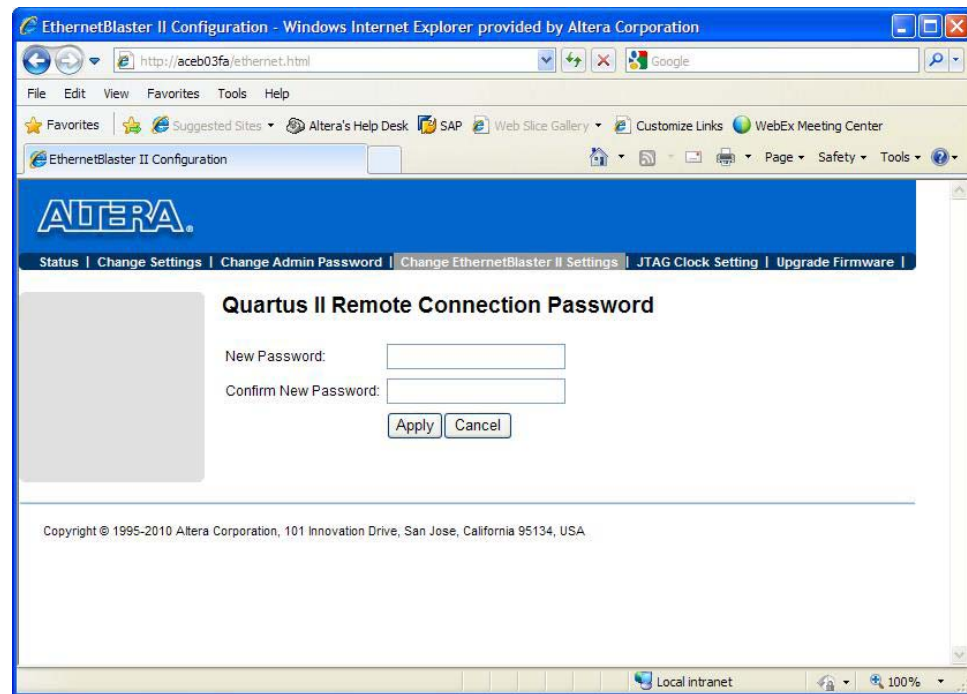 EthernetBlaster II Configuration - Windows Internet Explorer provided by Altera Corporation
http://aceb03fa/ethernet.html
Google
File Edit View Favorites Tools Help
Favorites Suggested Sites Altera's Help Desk SAP Web Slice Gallery Customize Links WebEx Meeting Center
EthernetBlaster II Configuration Page Safety Tools
ALTERA®
Status | Change Settings | Change Admin Password | Change EthernetBlaster II Settings | JTAG Clock Setting | Upgrade Firmware |
Quartus II Remote Connection Password
New Password:
Confirm New Password:
Apply Cancel
Copyright © 1995-2010 Altera Corporation, 101 Innovation Drive, San Jose, California 95134, USA
Local intranet 100%